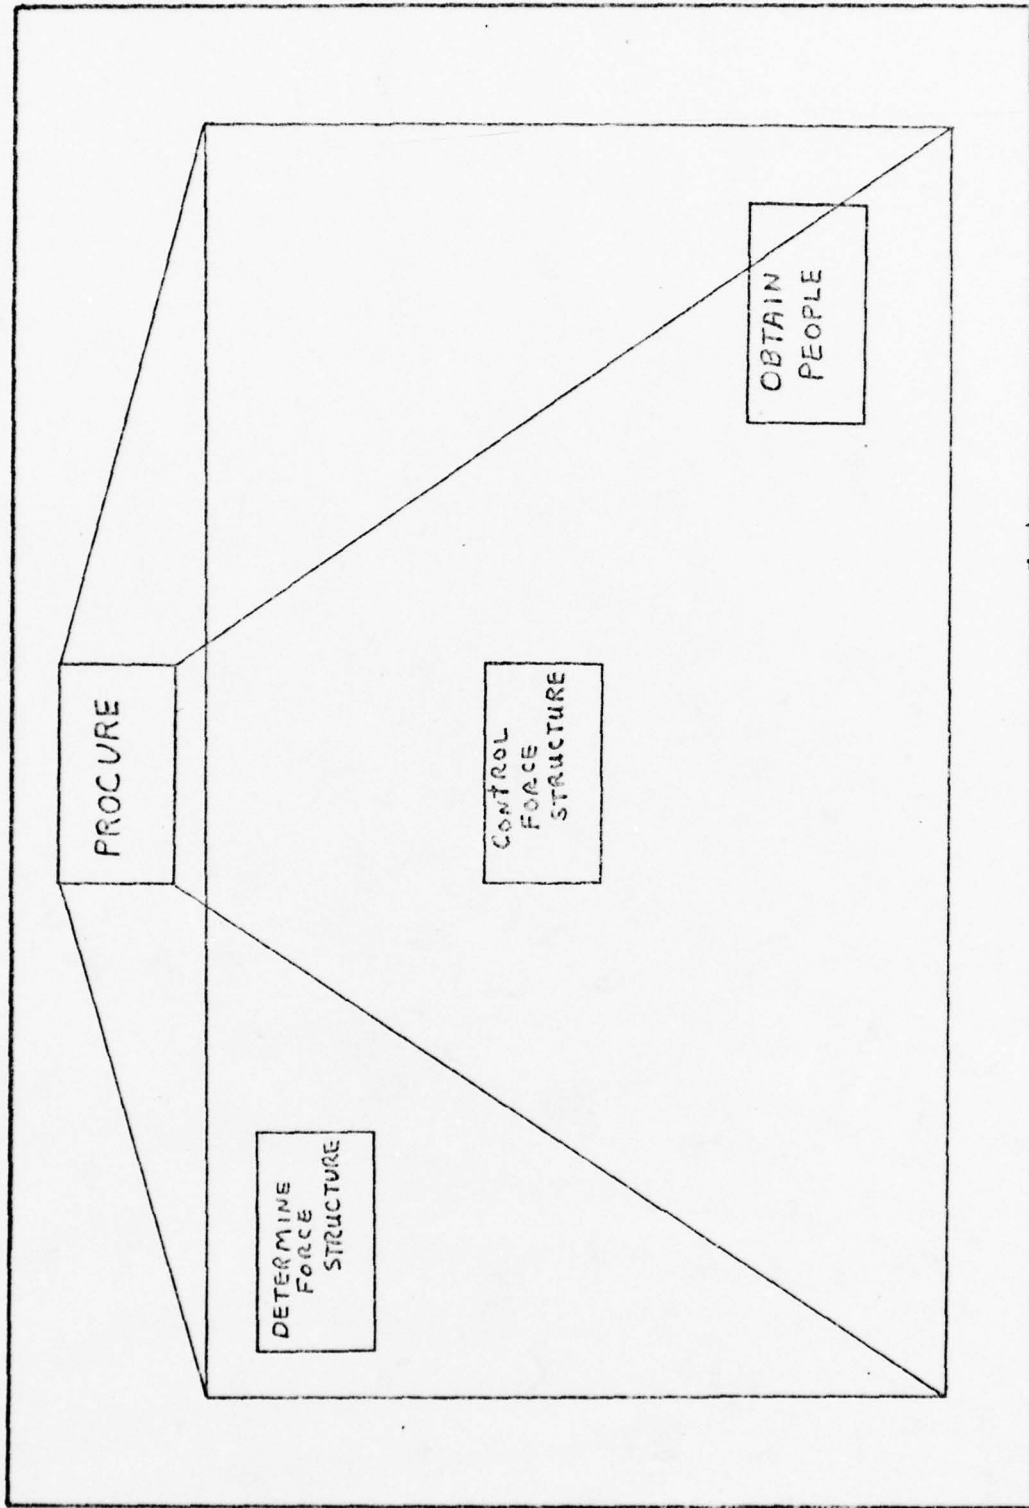 PROCURE
DETERMINE
FORCE
STRUCTURE
CONTROL
FORCE
STRUCTURE
OBTAIN
PEOPLE